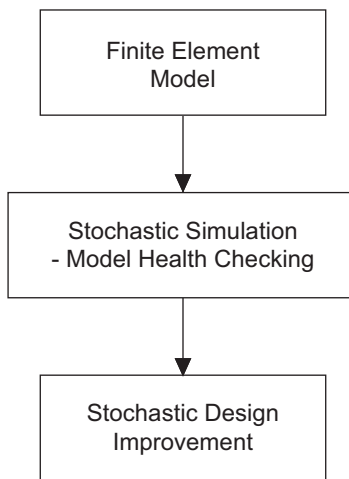 Finite Element
Model
Stochastic Simulation
- Model Health Checking
Stochastic Design
Improvement